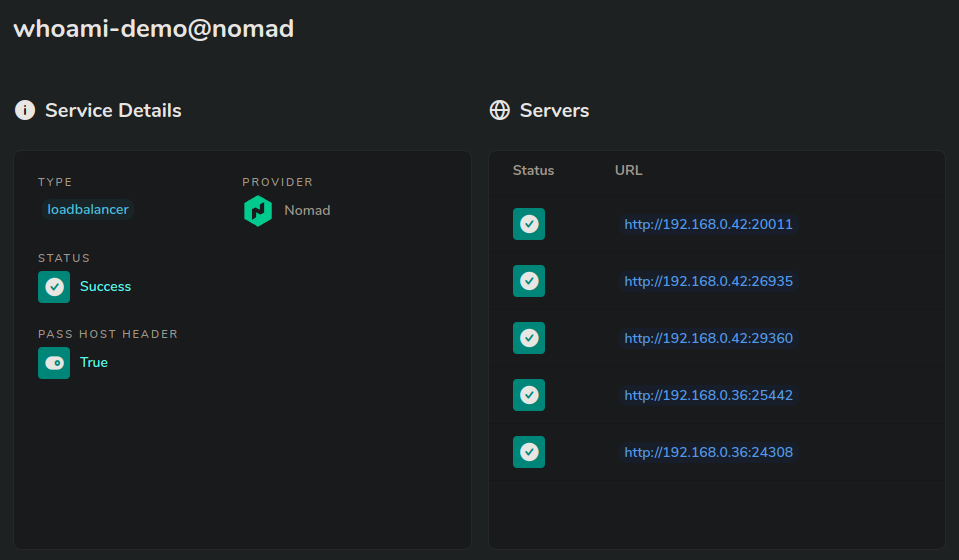 whoami-demo@nomad
Service Details
TYPE
loadbalancer
PROVIDER
Nomad
STATUS
Success
PASS HOST HEADER
True
Servers
Status URL
http://192.168.0.42:20011
http://192.168.0.42:26935
http://192.168.0.42:29360
http://192.168.0.36:25442
http://192.168.0.36:24308